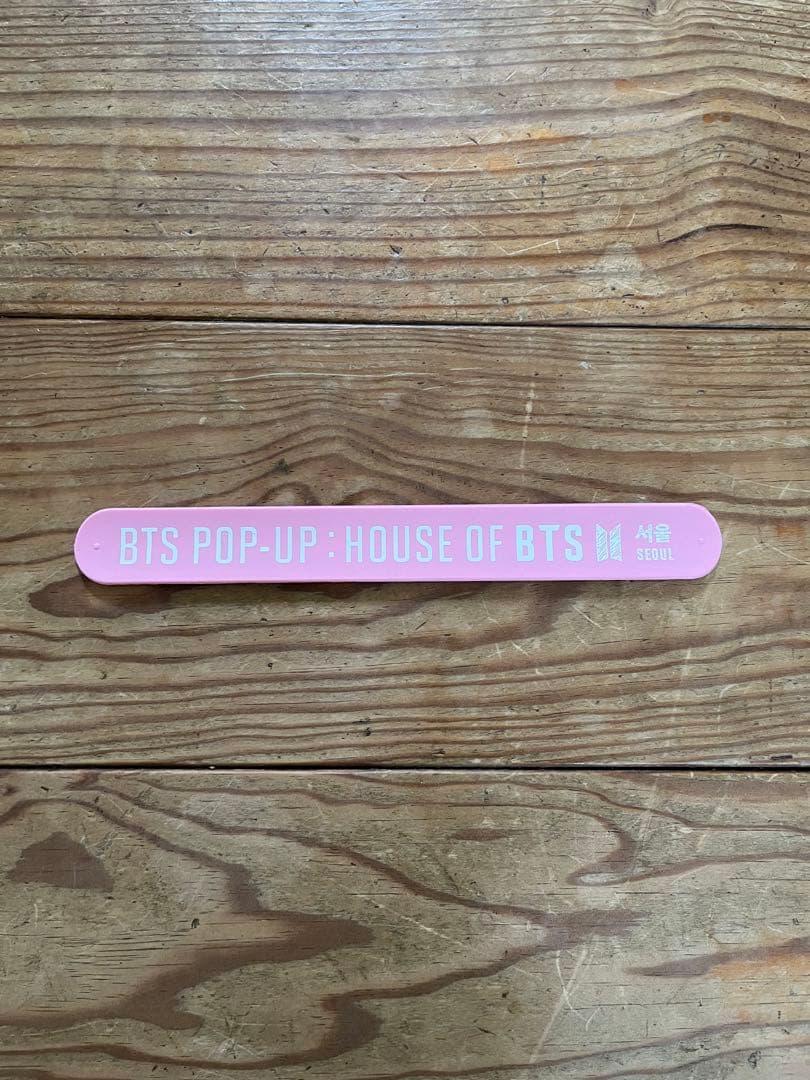 BTS POP-UP : HOUSE OF BTS 서울
SEOUL